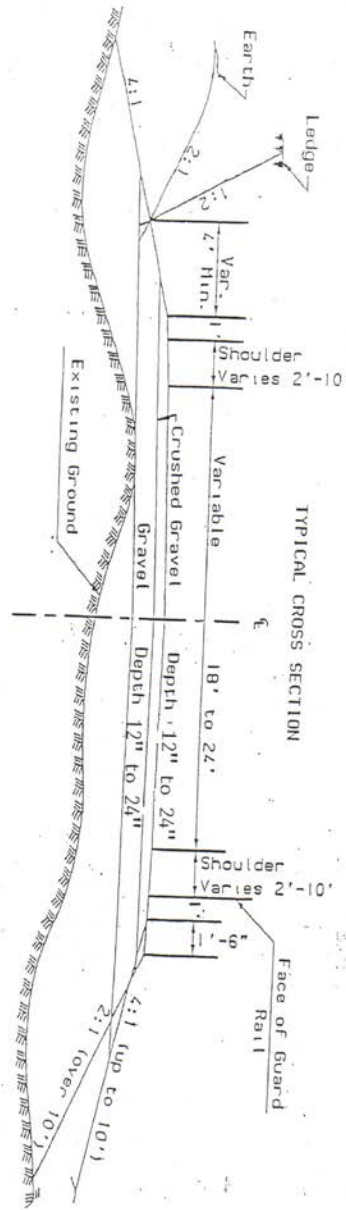 TYPICAL CROSS SECTION
Ledge
Earth
1:2
2:1
4:1
Var.
4' Min.
1'
Shoulder
Varies 2'-10
Variable
18' to 24'
℄
Shoulder
Varies 2'-10'
1'
1'-6"
Face of Guard
Rail
Crushed Gravel
Depth 12" to 24"
Gravel
Depth 12" to 24"
Existing Ground
4:1 (up to 10')
2:1 (over 10')